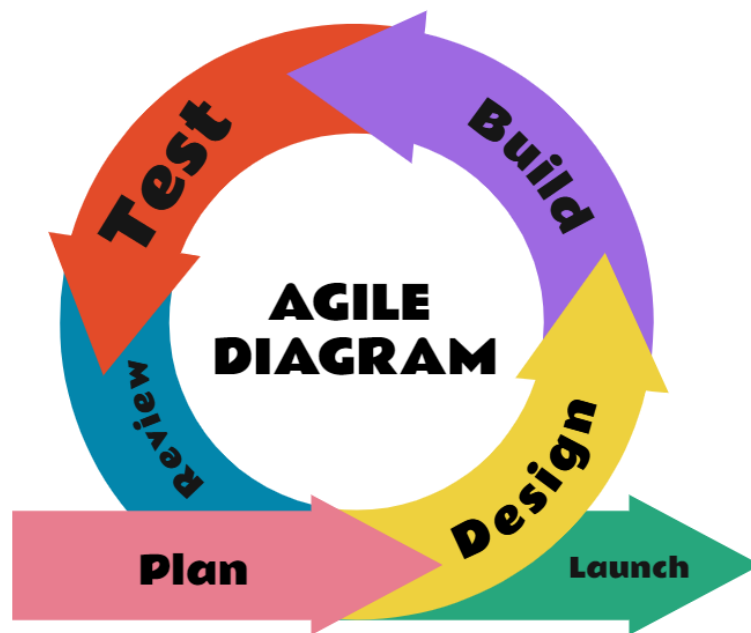 Test
Build
AGILE
DIAGRAM
Review
Design
Plan
Launch